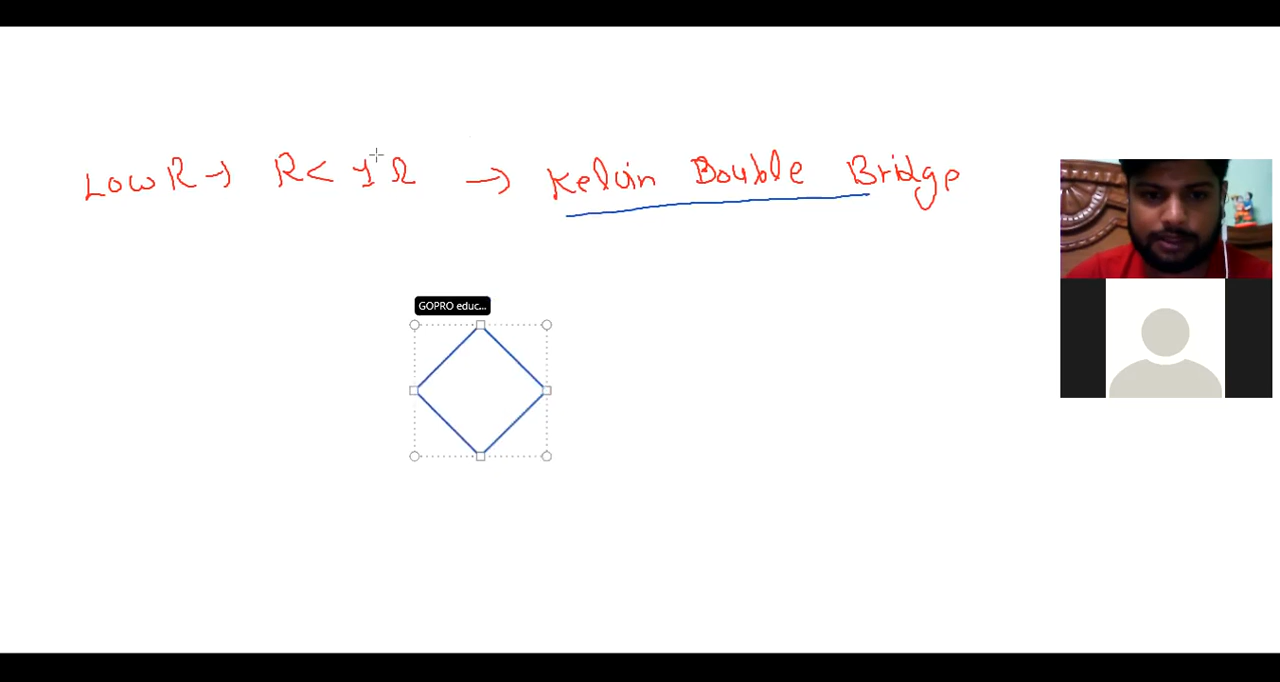 Low R → R < 1 Ω → Kelvin Double Bridge
GOPRO educ...